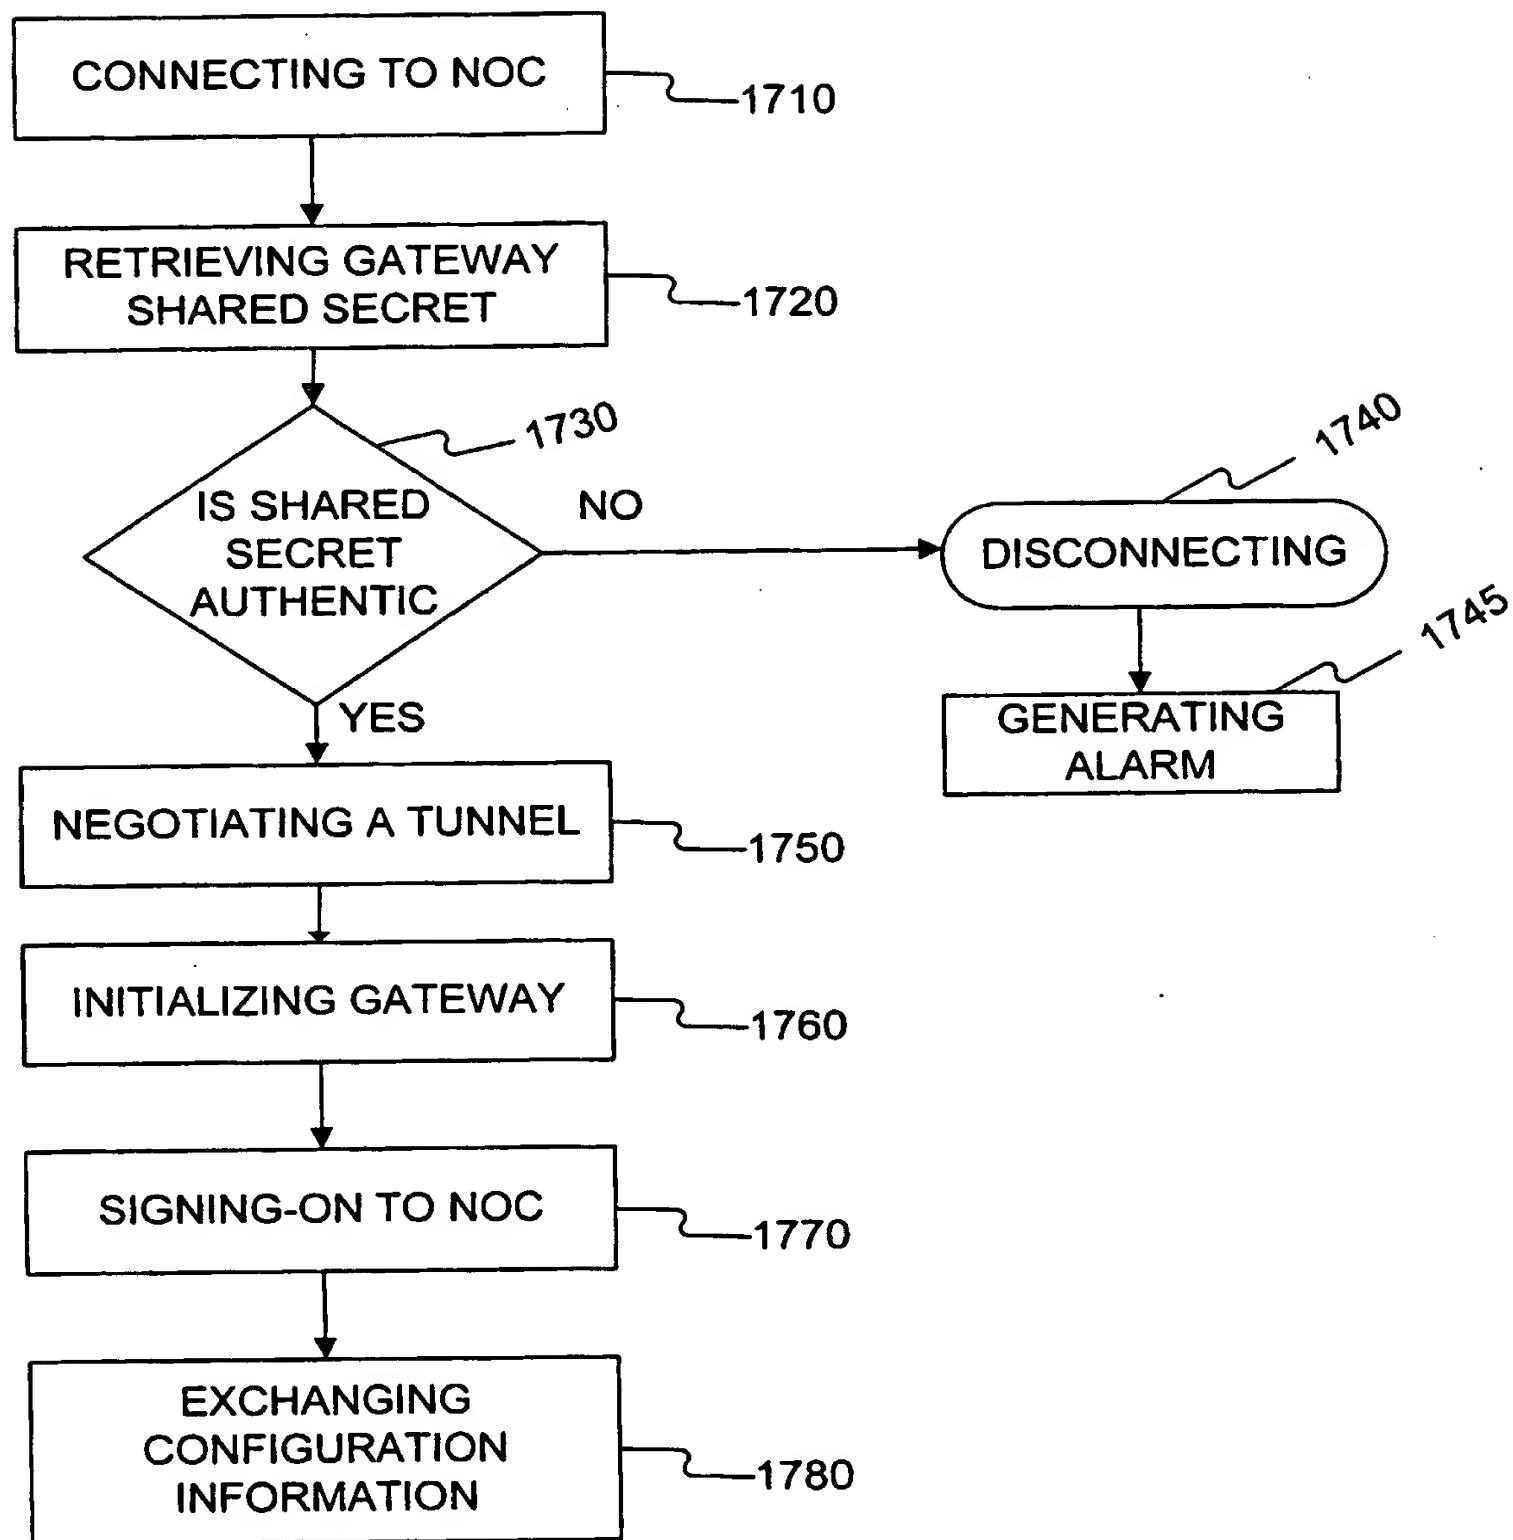 CONNECTING TO NOC
1710
RETRIEVING GATEWAY
SHARED SECRET
1720
1730
IS SHARED
SECRET
AUTHENTIC
NO
1740
DISCONNECTING
1745
GENERATING
ALARM
YES
NEGOTIATING A TUNNEL
1750
INITIALIZING GATEWAY
1760
SIGNING-ON TO NOC
1770
EXCHANGING
CONFIGURATION
INFORMATION
1780